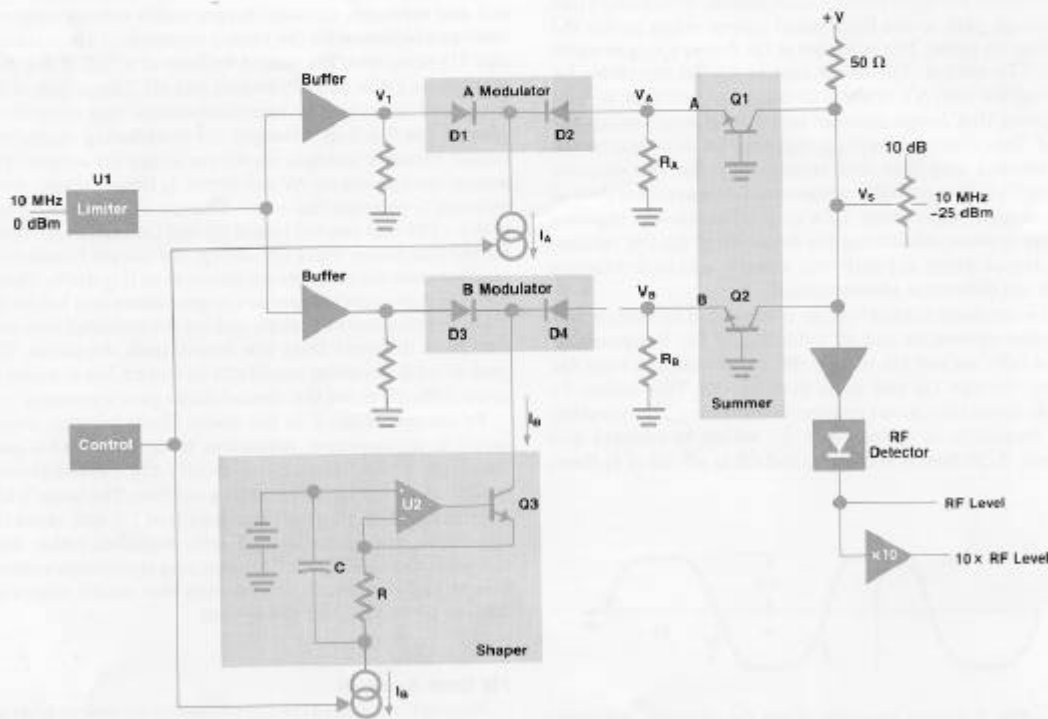 +V
50 Ω
Buffer
V1
A Modulator
D1
D2
VA
A
Q1
RA
10 dB
U1
10 MHz
Limiter
0 dBm
VS
10 MHz
−25 dBm
IA
Buffer
B Modulator
D3
D4
VB
B
Q2
RB
Summer
Control
IB
RF
Detector
+
U2
−
Q3
RF Level
C
R
×10
10× RF Level
Shaper
IB